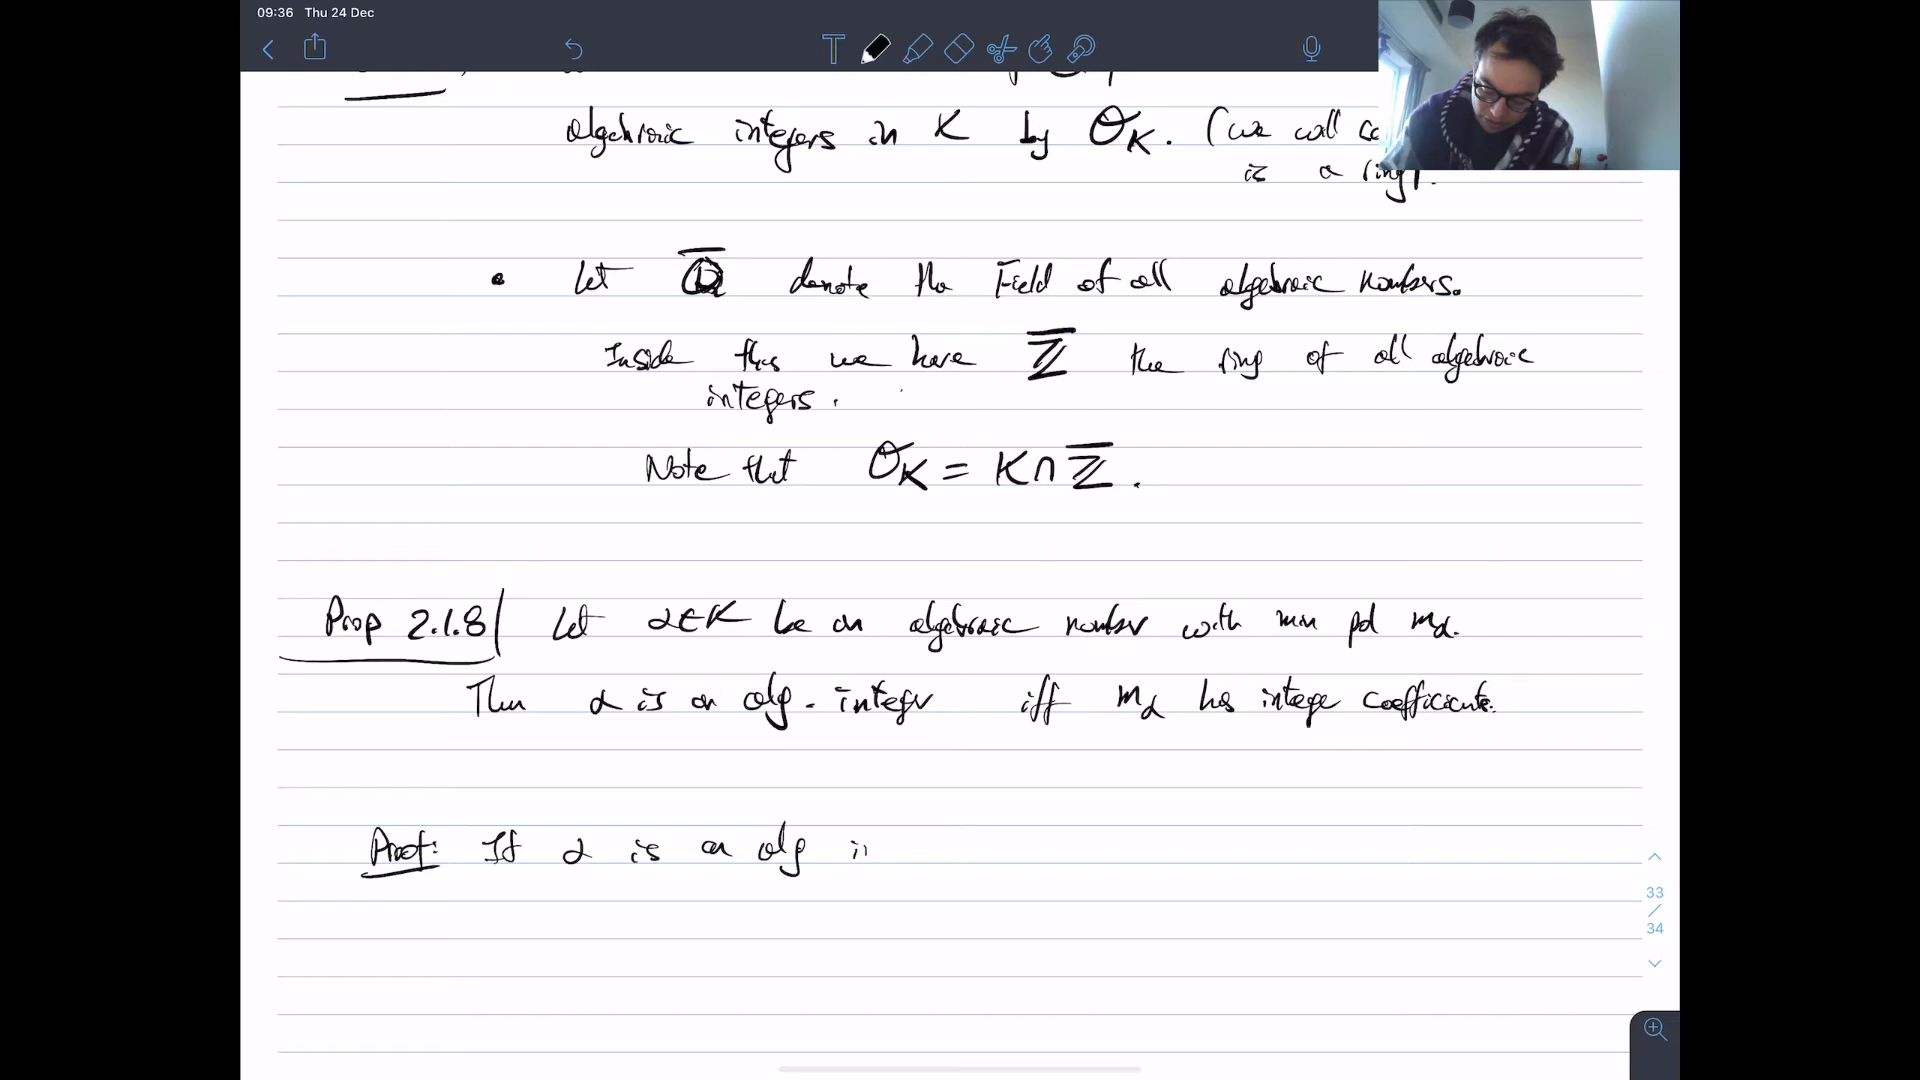 09:36 Thu 24 Dec
T
algebraic integers in K by 𝒪_K. (we will
is a ring).
• Let Q̅ denote the Field of all algebraic numbers.
Inside this we have Z̅ the ring of all algebraic
integers.
Note that 𝒪_K = K ∩ Z̅.
Prop 2.1.8 Let α ∈ K be an algebraic number with min pol m_α.
Then α is an alg. integer iff m_α has integer coefficients.
Proof: If α is an alg
33
/
34